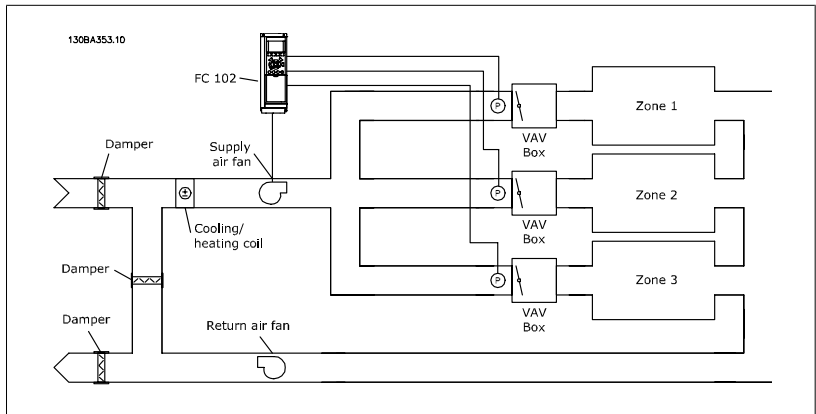 130BA353.10
FC 102
Damper
Supply
air fan
Cooling/
heating coil
Damper
Damper
Return air fan
P
VAV
Box
Zone 1
P
VAV
Box
Zone 2
P
VAV
Box
Zone 3